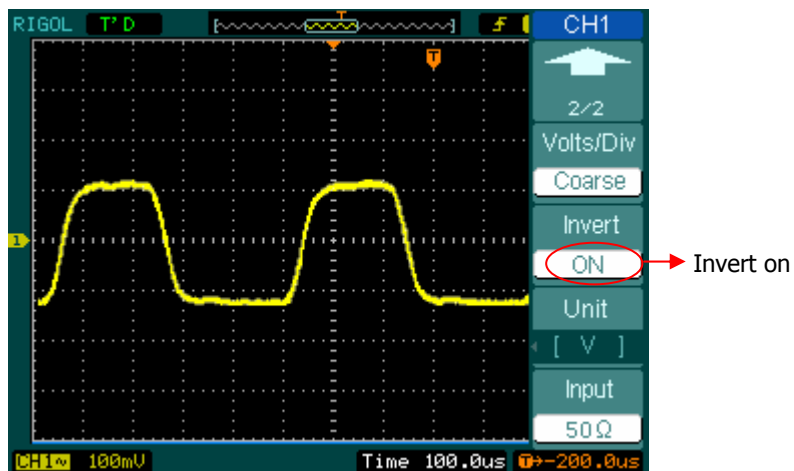 RIGOL T'D T CH1
T
2/2
Volts/Div
Coarse
Invert
ON
Invert on
1
Unit
[ V ]
Input
50Ω
CH1~ 100mV Time 100.0us T→-200.0us